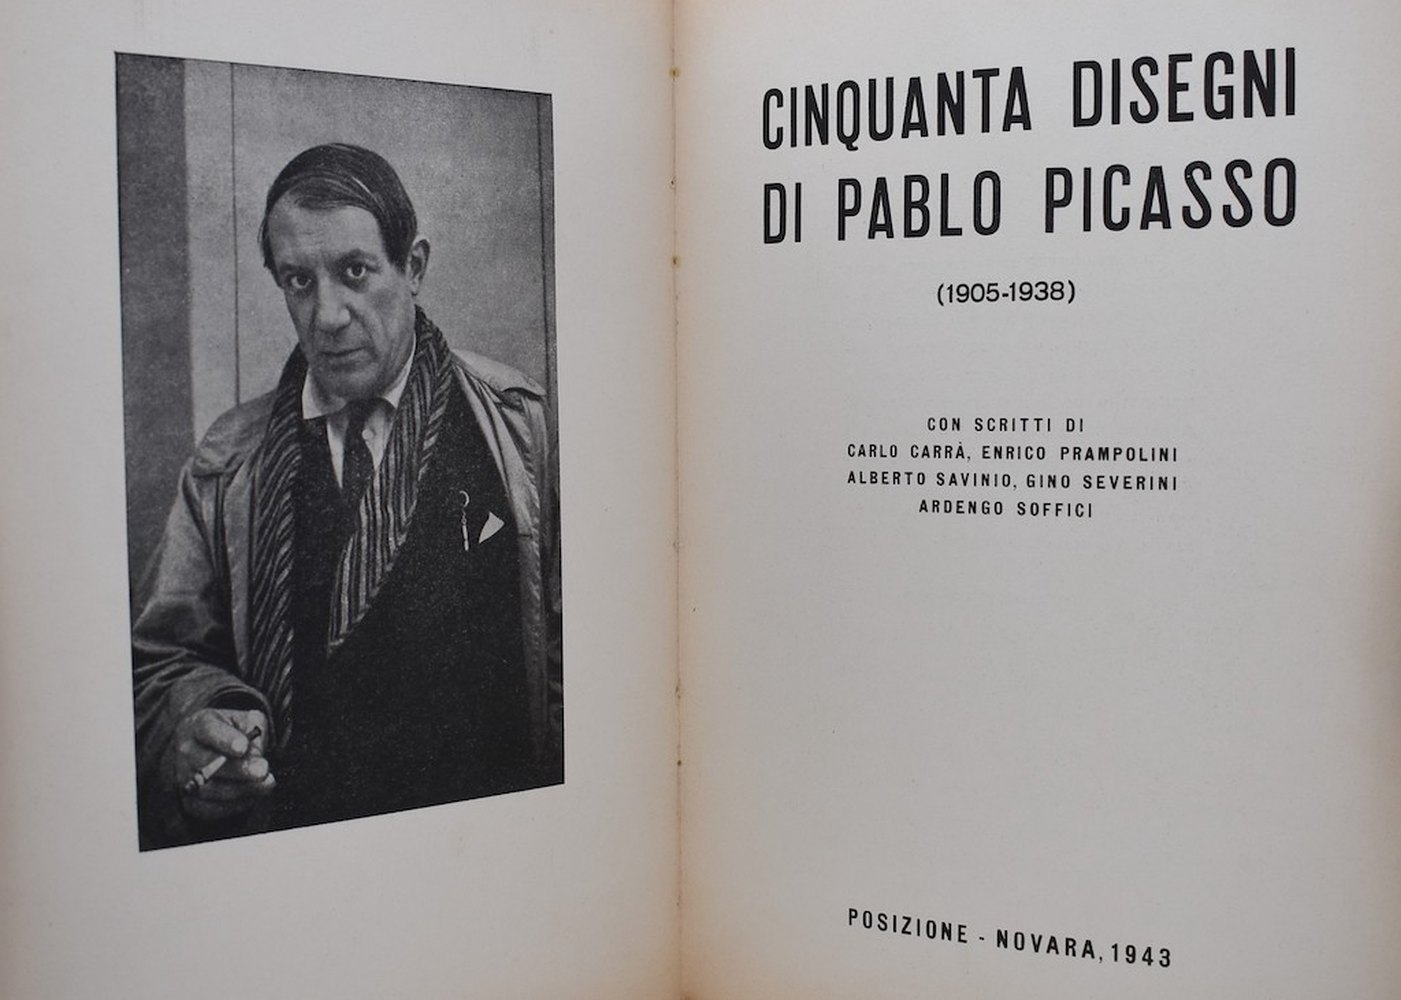 CINQUANTA DISEGNI
DI PABLO PICASSO
(1905-1938)
CON SCRITTI DI
CARLO CARRÀ, ENRICO PRAMPOLINI
ALBERTO SAVINIO, GINO SEVERINI
ARDENGO SOFFICI
POSIZIONE - NOVARA, 1943